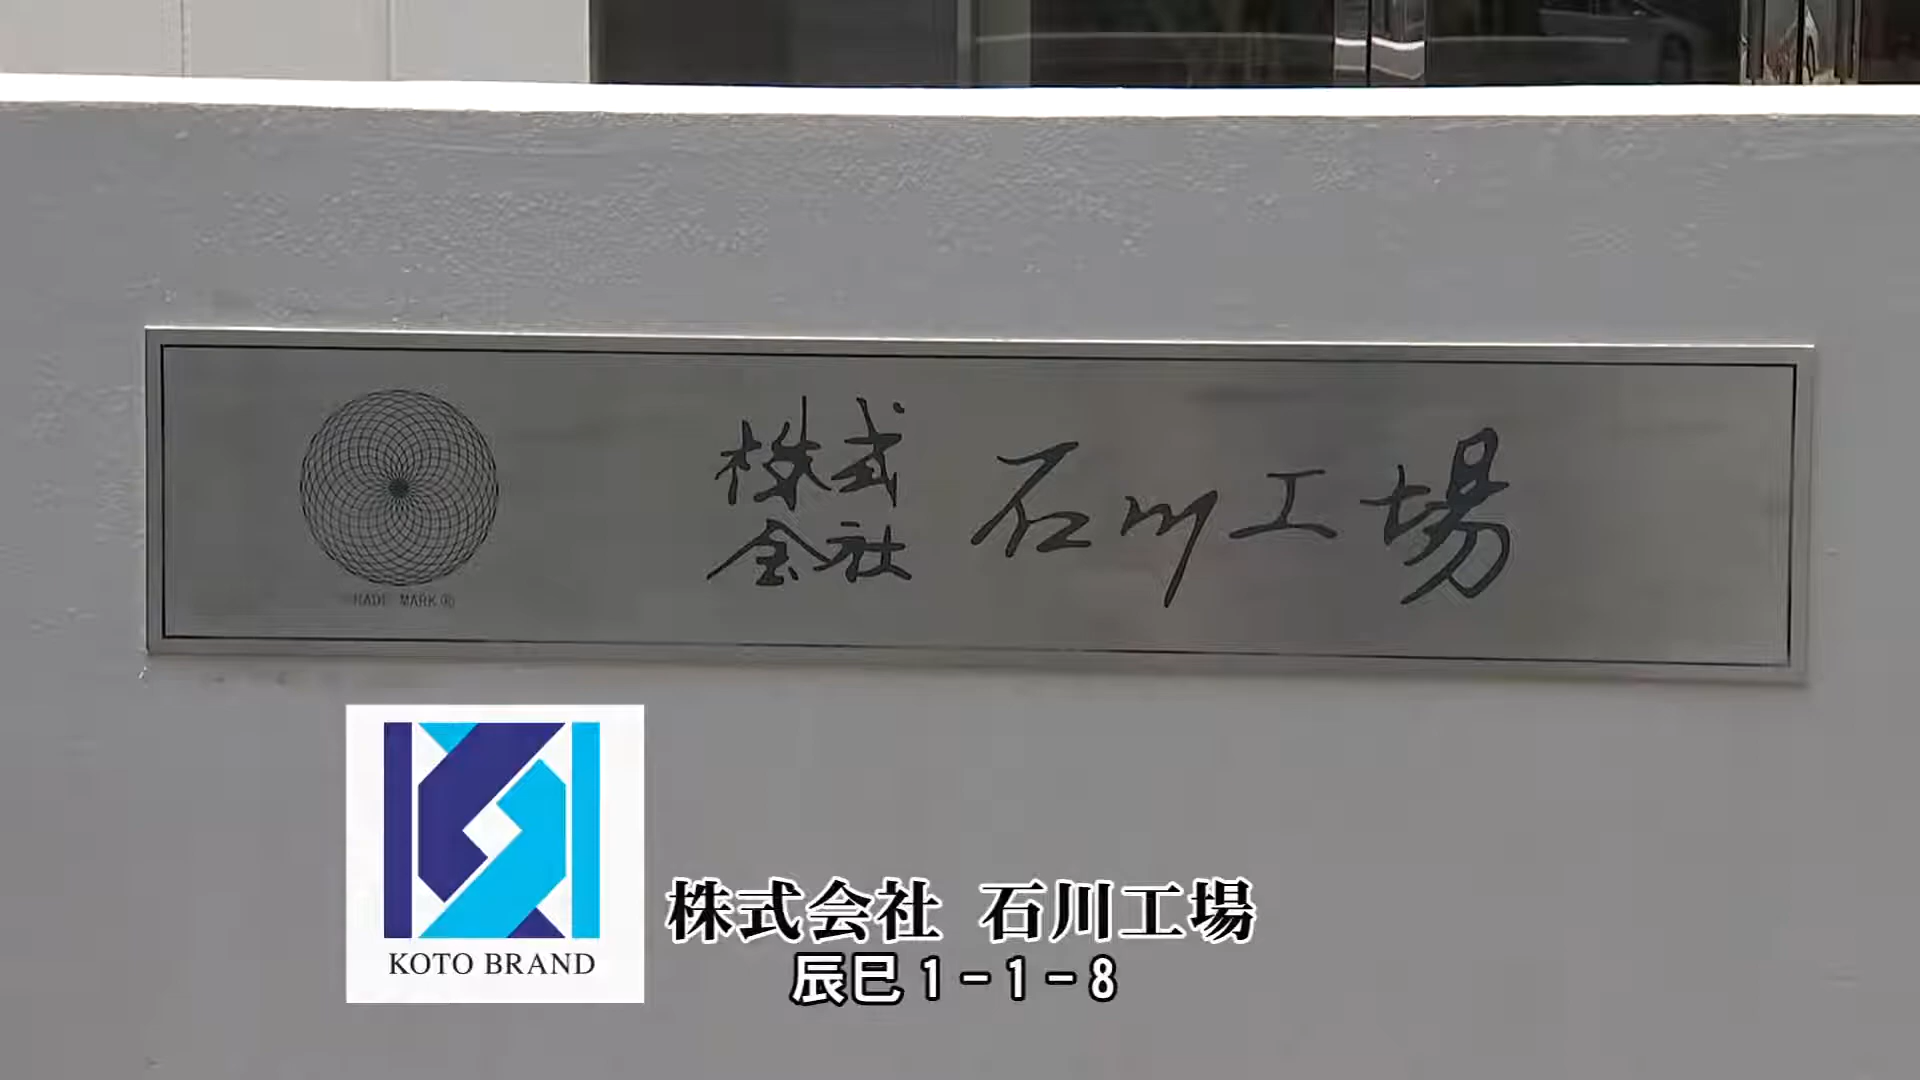 株式
会社 石川工場
MARK ®
KOTO BRAND
株式会社 石川工場
辰巳1-1-8